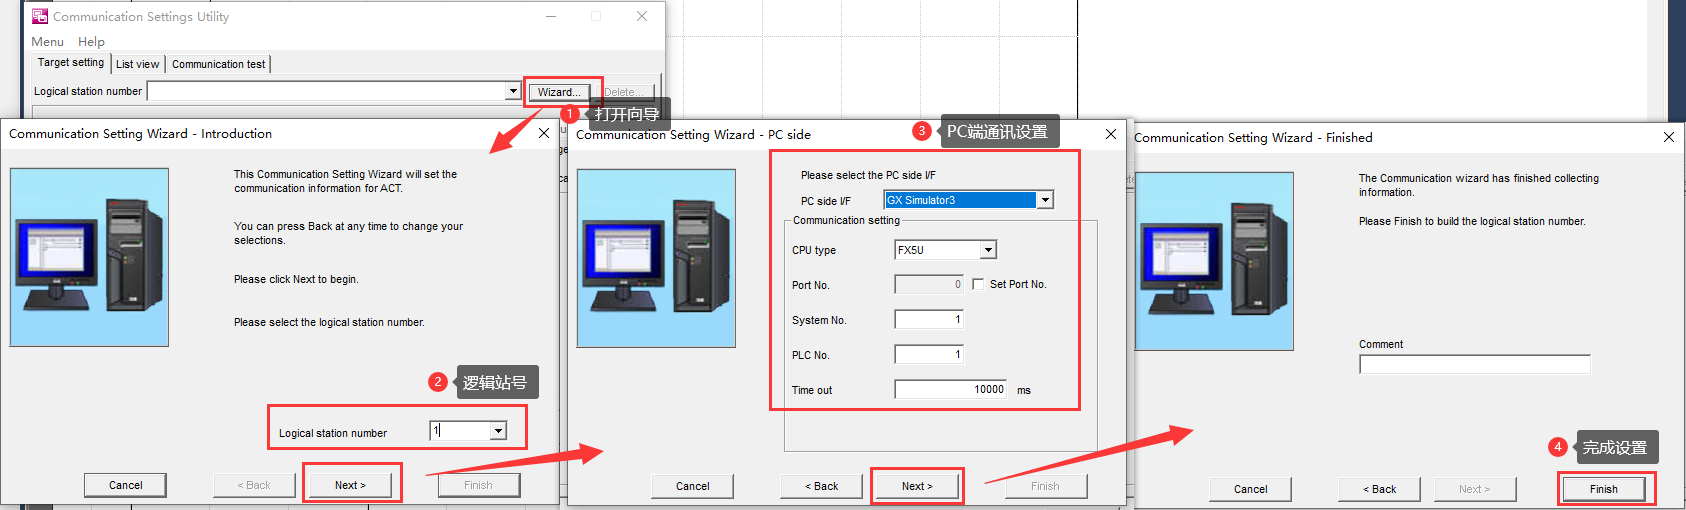 Communication Settings Utility
Menu Help
Target setting List view Communication test
Logical station number Wizard... Delete...
1 打开向导
Communication Setting Wizard - Introduction
This Communication Setting Wizard will set the
communication information for ACT.
You can press Back at any time to change your
selections.
Please click Next to begin.
Please select the logical station number.
2 逻辑站号
Logical station number 1
Cancel < Back Next > Finish
Communication Setting Wizard - PC side
3 PC端通讯设置
Please select the PC side I/F
PC side I/F GX Simulator3
Communication setting
CPU type FX5U
Port No. 0 Set Port No.
System No. 1
PLC No. 1
Time out 10000 ms
Cancel < Back Next > Finish
Communication Setting Wizard - Finished
The Communication wizard has finished collecting
information.
Please Finish to build the logical station number.
Comment
4 完成设置
Cancel < Back Next > Finish